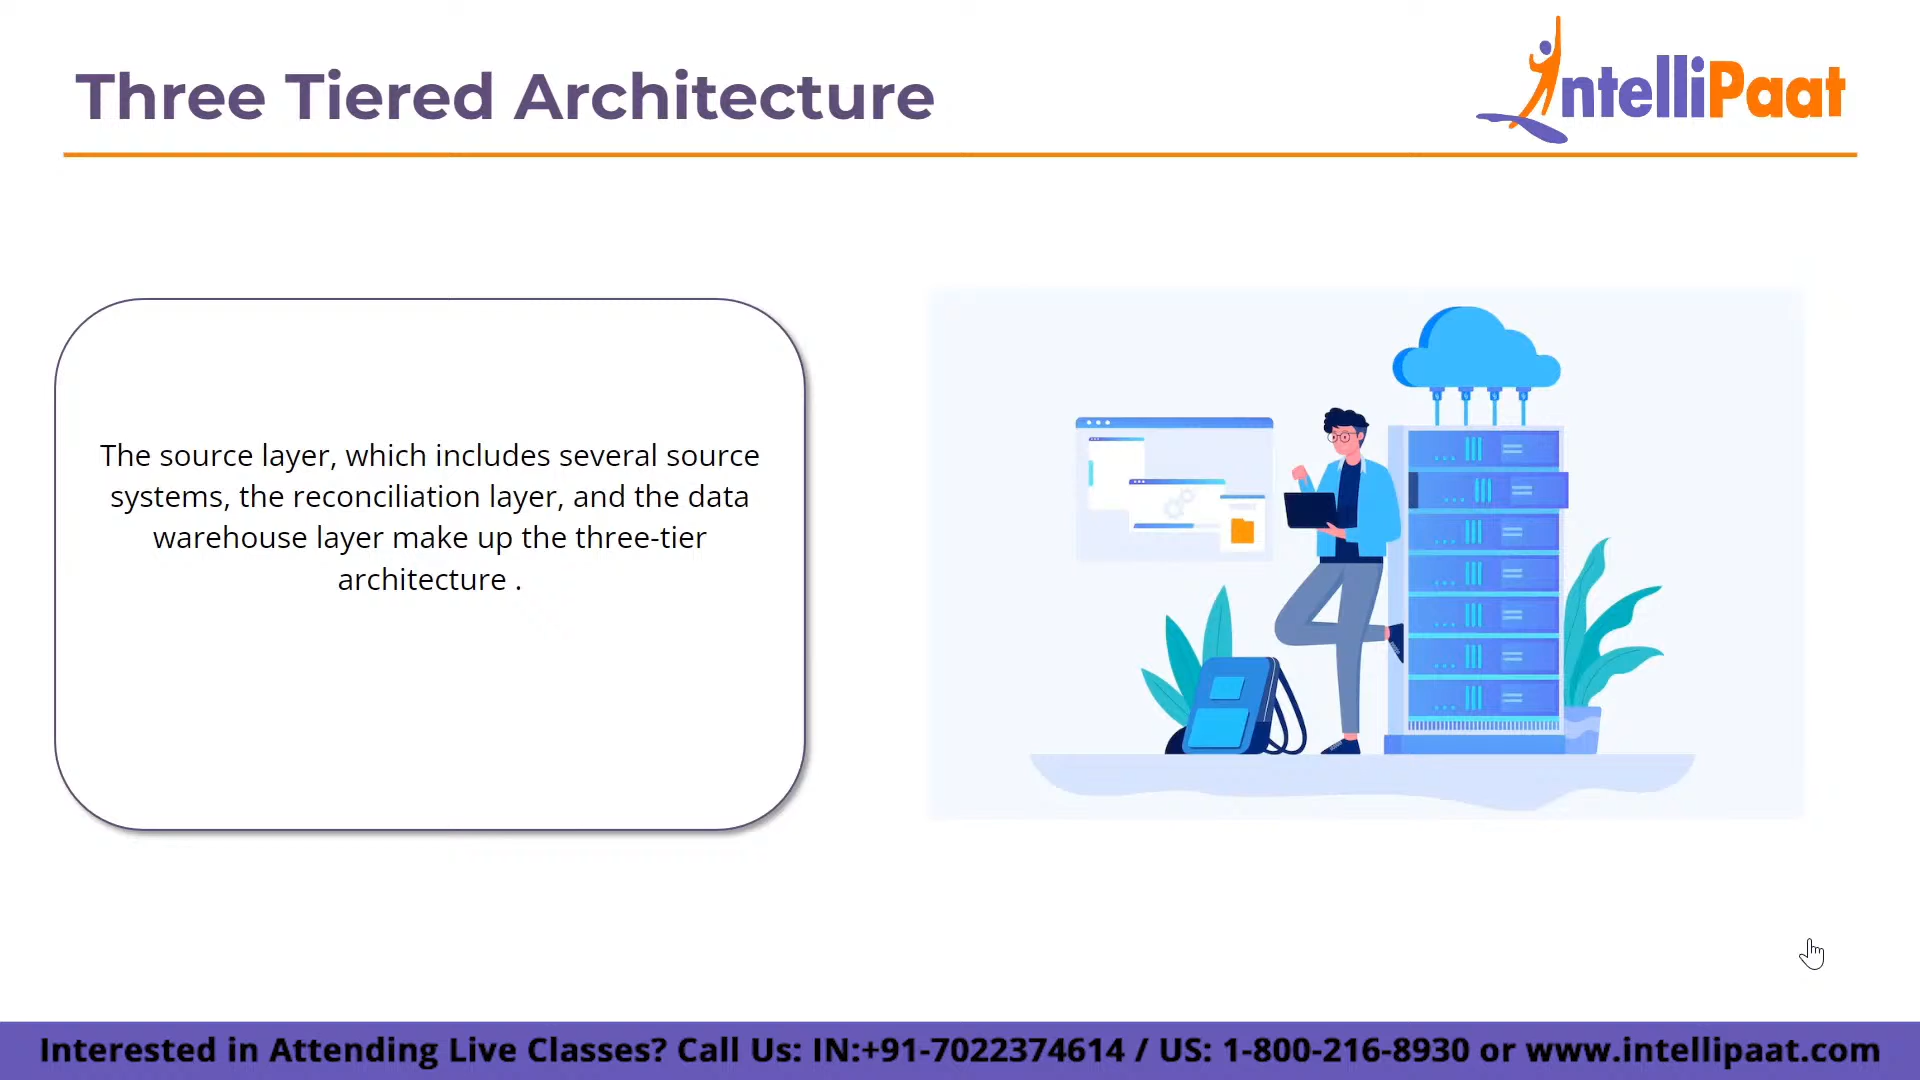 Three Tiered Architecture
IntelliPaat
The source layer, which includes several source
systems, the reconciliation layer, and the data
warehouse layer make up the three-tier
architecture .
Interested in Attending Live Classes? Call Us: IN:+91-7022374614 / US: 1-800-216-8930 or www.intellipaat.com